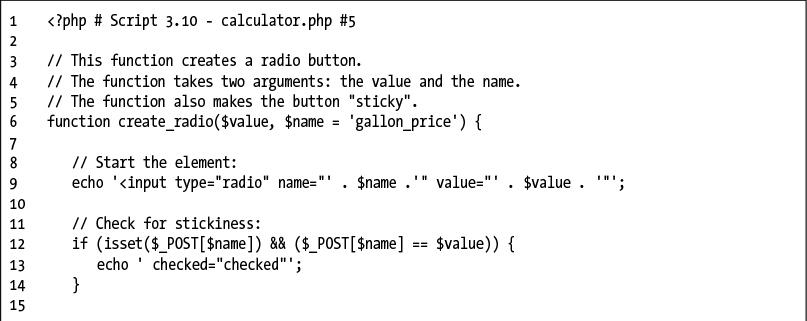 1 <?php # Script 3.10 - calculator.php #5
2
3 // This function creates a radio button.
4 // The function takes two arguments: the value and the name.
5 // The function also makes the button "sticky".
6 function create_radio($value, $name = 'gallon_price') {
7
8 // Start the element:
9 echo '<input type="radio" name="' . $name .'" value="' . $value . '"';
10
11 // Check for stickiness:
12 if (isset($_POST[$name]) && ($_POST[$name] == $value)) {
13 echo ' checked="checked"';
14 }
15